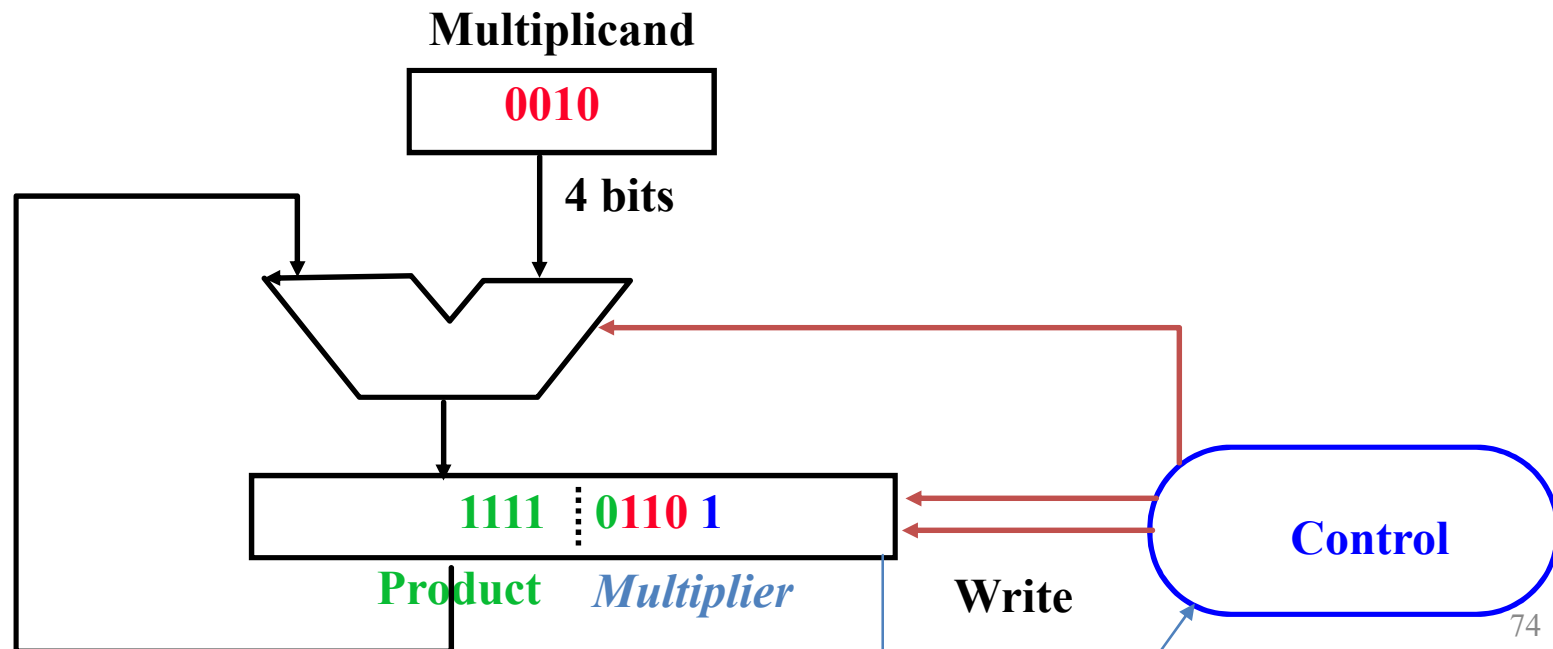 Multiplicand
0010
4 bits
1111 0110 1
Control
Product Multiplier
Write
74